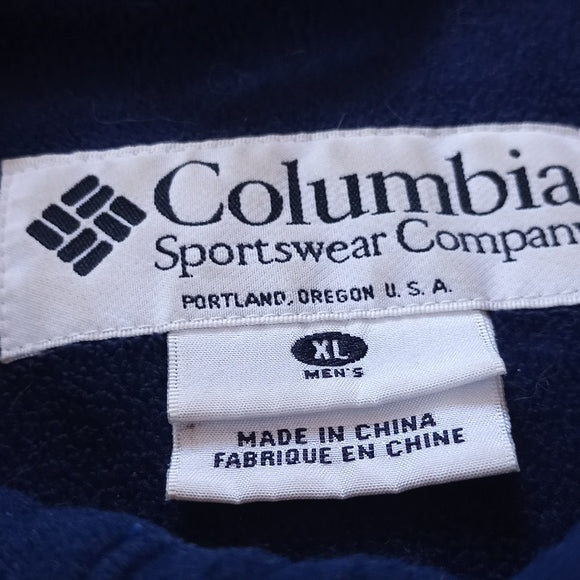 Columbia
Sportswear Company
PORTLAND, OREGON U. S. A.
XL
MEN'S
MADE IN CHINA
FABRIQUE EN CHINE